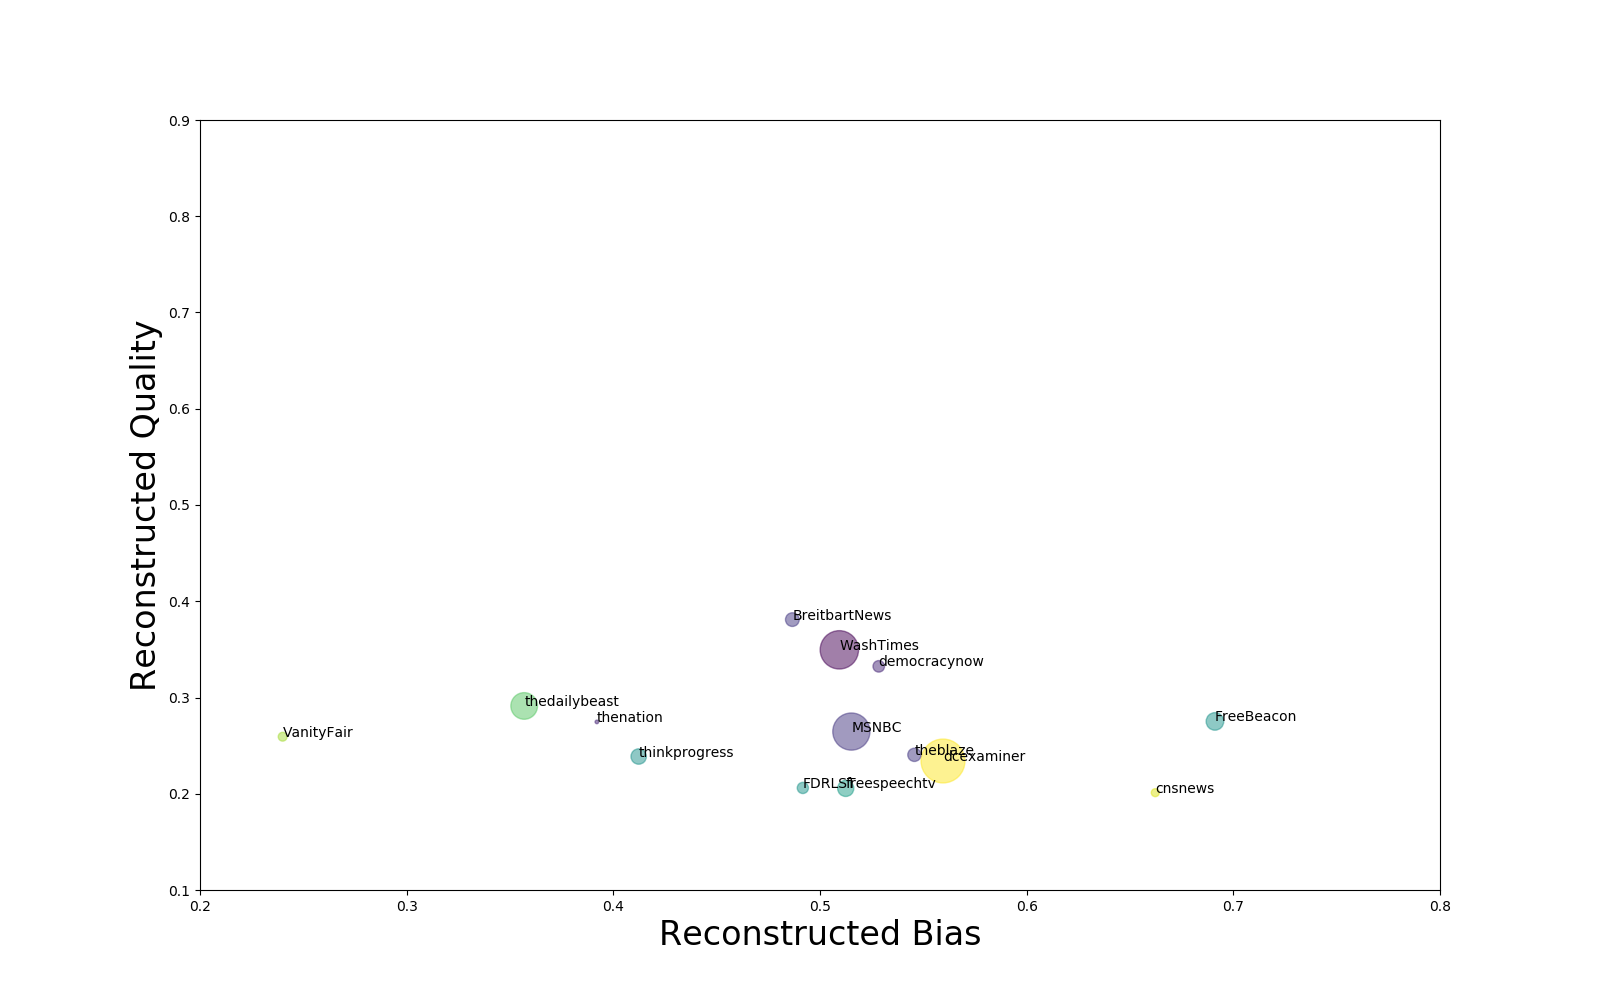 Reconstructed Quality
0.9
0.8
0.7
0.6
0.5
0.4
0.3
0.2
0.1
BreitbartNews
WashTimes
democracynow
thedailybeast
thenation
FreeBeacon
MSNBC
VanityFair
theblaze
thinkprogress
dcexaminer
FDRLST
freespeechtv
cnsnews
0.2 0.3 0.4 0.5 0.6 0.7 0.8
Reconstructed Bias